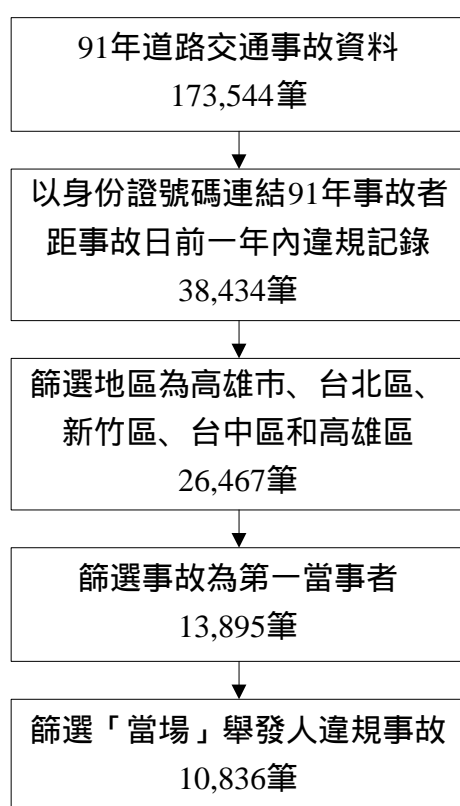 91年道路交通事故資料
173,544筆
以身份證號碼連結91年事故者
距事故日前一年內違規記錄
38,434筆
篩選地區為高雄市、台北區、
新竹區、台中區和高雄區
26,467筆
篩選事故為第一當事者
13,895筆
篩選「當場」舉發人違規事故
10,836筆